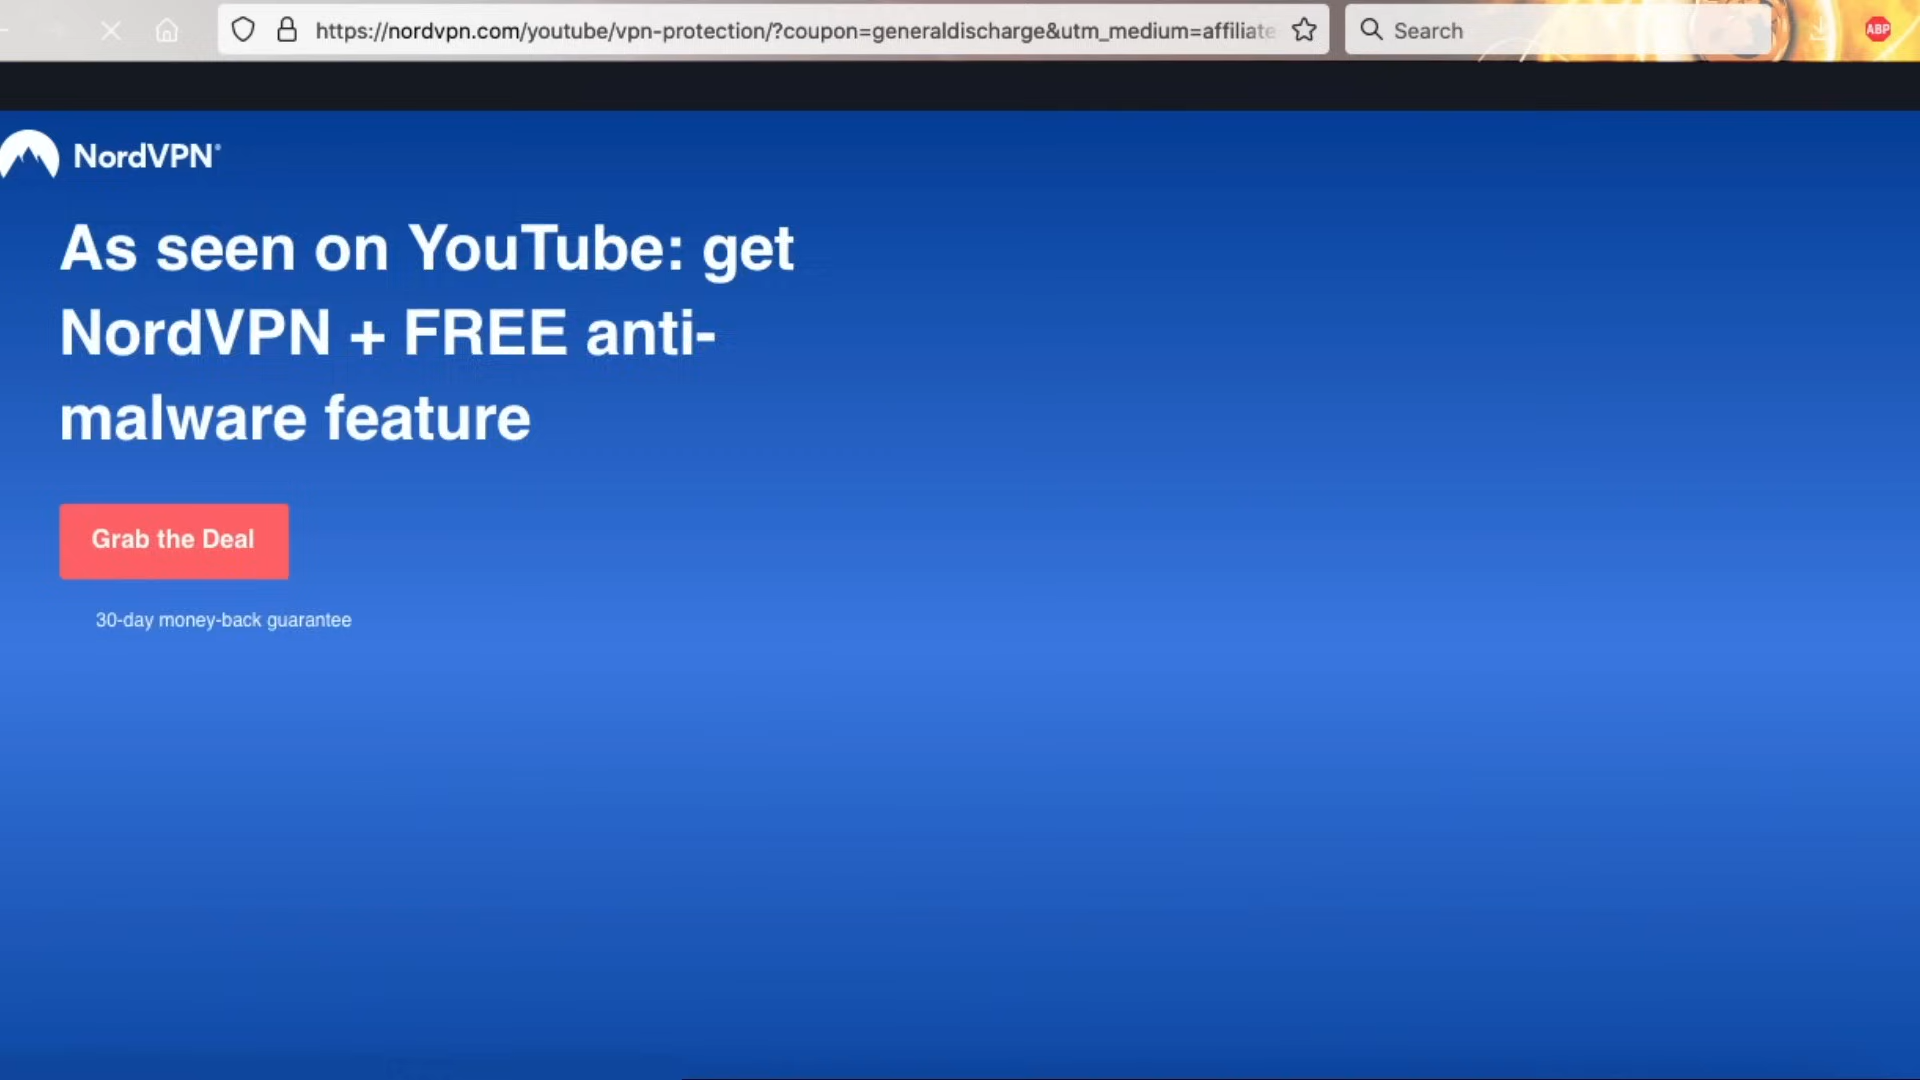 https://nordvpn.com/youtube/vpn-protection/?coupon=generaldischarge&utm_medium=affiliate
Search
ABP
NordVPN®
As seen on YouTube: get
NordVPN + FREE anti-
malware feature
Grab the Deal
30-day money-back guarantee